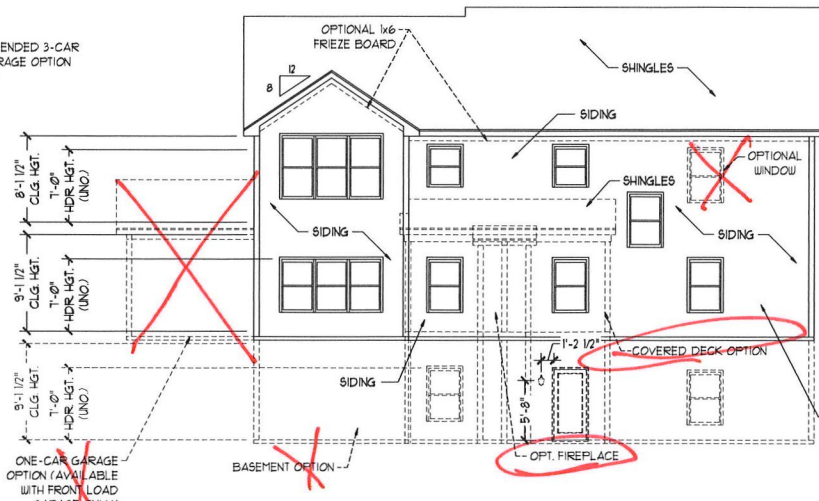 ENDED 3-CAR
RAGE OPTION
OPTIONAL 1x6
FRIEZE BOARD
12
8
SHINGLES
SIDING
OPTIONAL
WINDOW
SHINGLES
SIDING
SIDING
8'-1 1/2"
CLG. HGT.
7'-0"
HDR. HGT.
(UNO.)
9'-1 1/2"
CLG. HGT.
7'-0"
HDR. HGT.
(UNO.)
9'-1 1/2"
CLG. HGT.
7'-0"
HDR. HGT.
(UNO.)
1'-2 1/2"
COVERED DECK OPTION
SIDING
5'-8"
ONE-CAR GARAGE
OPTION (AVAILABLE
WITH FRONT LOAD
BASEMENT OPTION
OPT. FIREPLACE